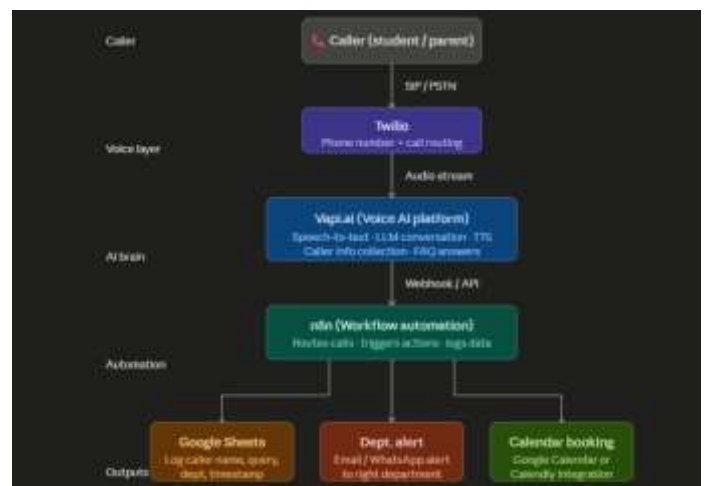 Caller
Caller (student / parent)
SIP / PSTN
Twilio
Phone number + call routing
Voice layer
Audio stream
Vapi.ai (Voice AI platform)
Speech-to-text · LLM conversation · TTS
Caller info collection · FAQ answers
AI brain
Webhook / API
n8n (Workflow automation)
Routes calls · triggers actions · logs data
Automation
Google Sheets
Log caller name, query,
dept, timestamp
Dept. alert
Email / WhatsApp alert
to right department
Calendar booking
Google Calendar or
Calendly integration
Outputs